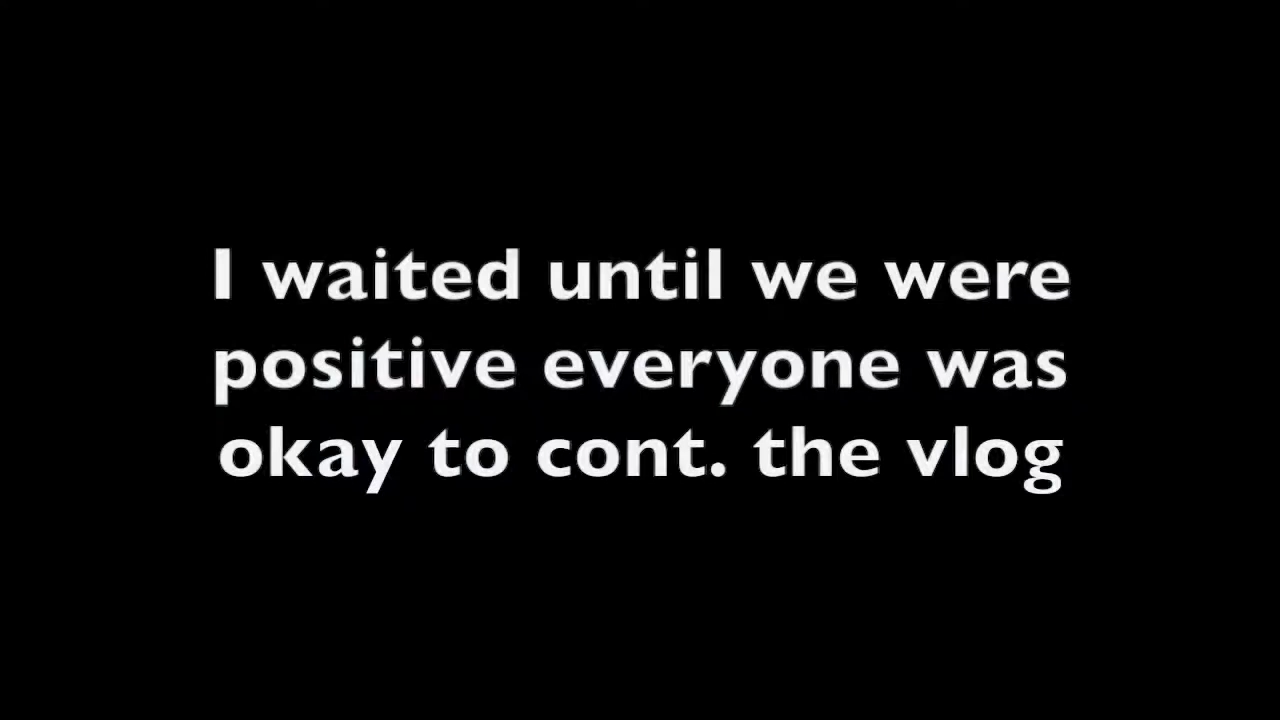 I waited until we were
positive everyone was
okay to cont. the vlog